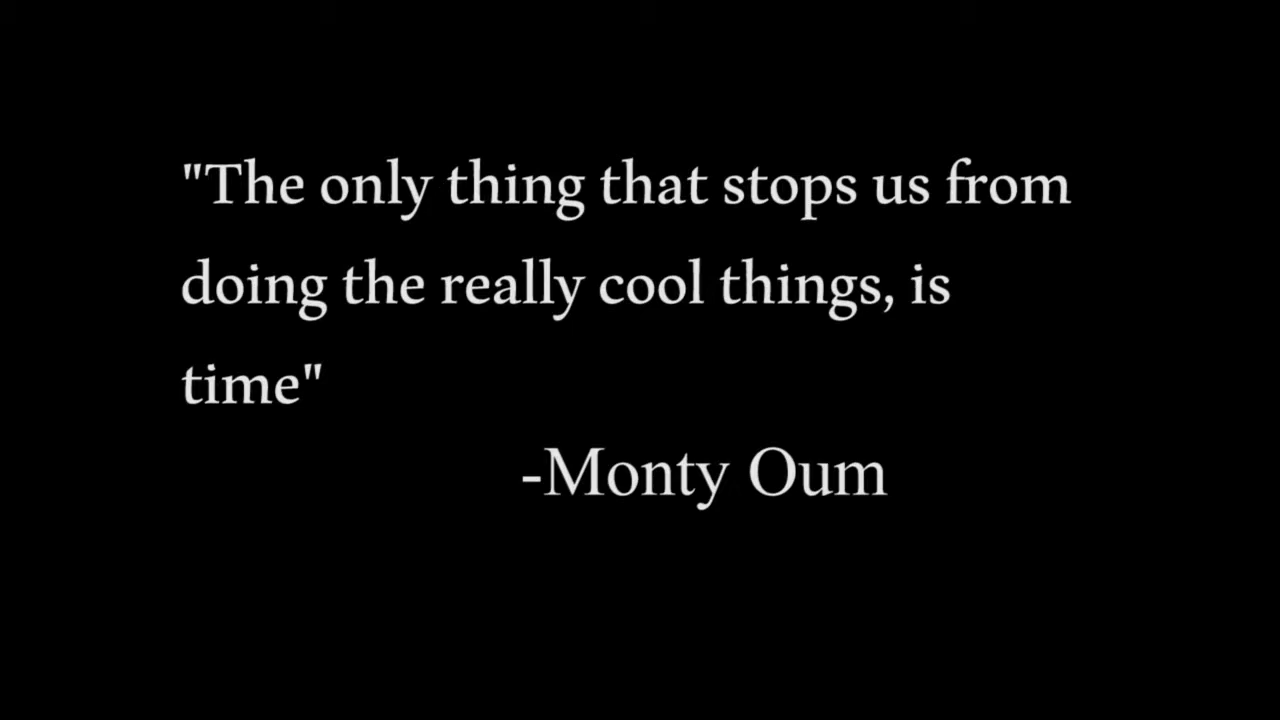 "The only thing that stops us from
doing the really cool things, is
time"
-Monty Oum